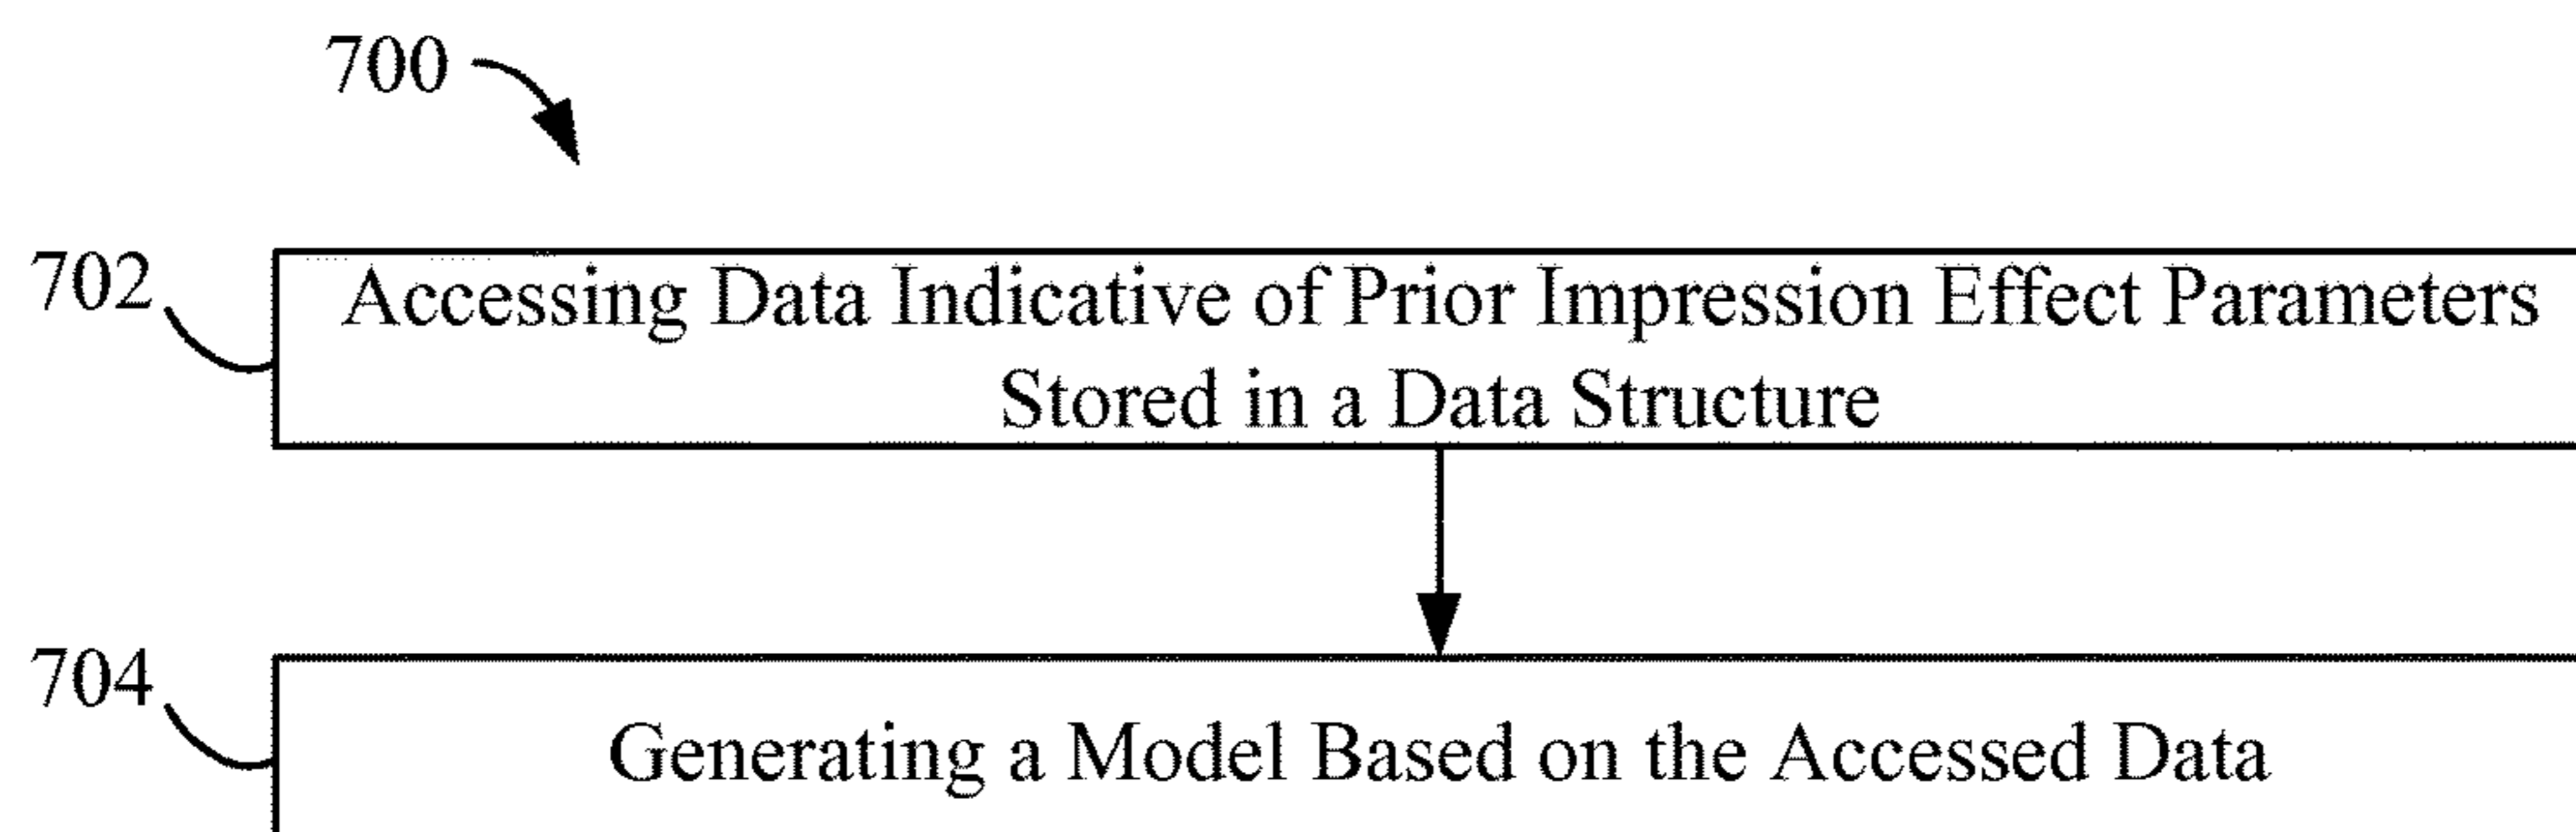 700
702
Accessing Data Indicative of Prior Impression Effect Parameters
Stored in a Data Structure
704
Generating a Model Based on the Accessed Data